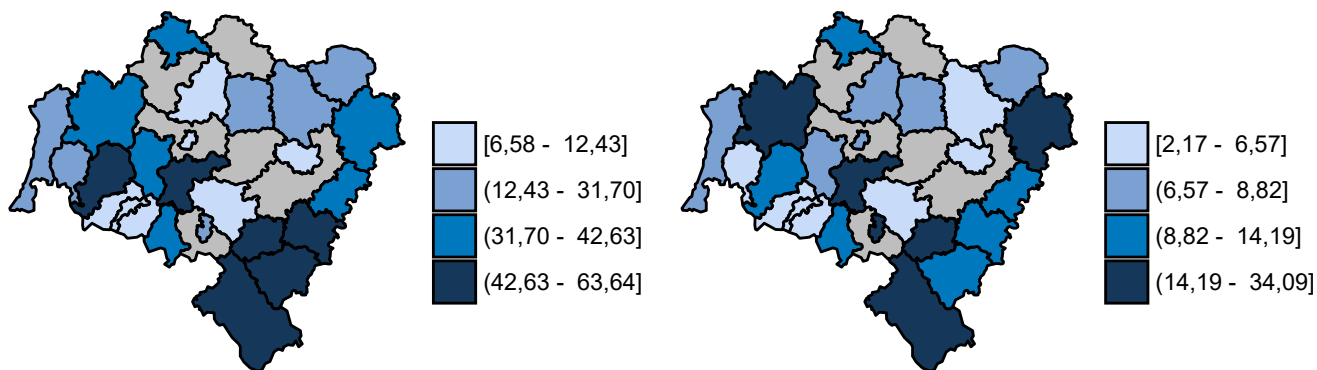 [6,58 - 12,43]
(12,43 - 31,70]
(31,70 - 42,63]
(42,63 - 63,64]
[2,17 - 6,57]
(6,57 - 8,82]
(8,82 - 14,19]
(14,19 - 34,09]